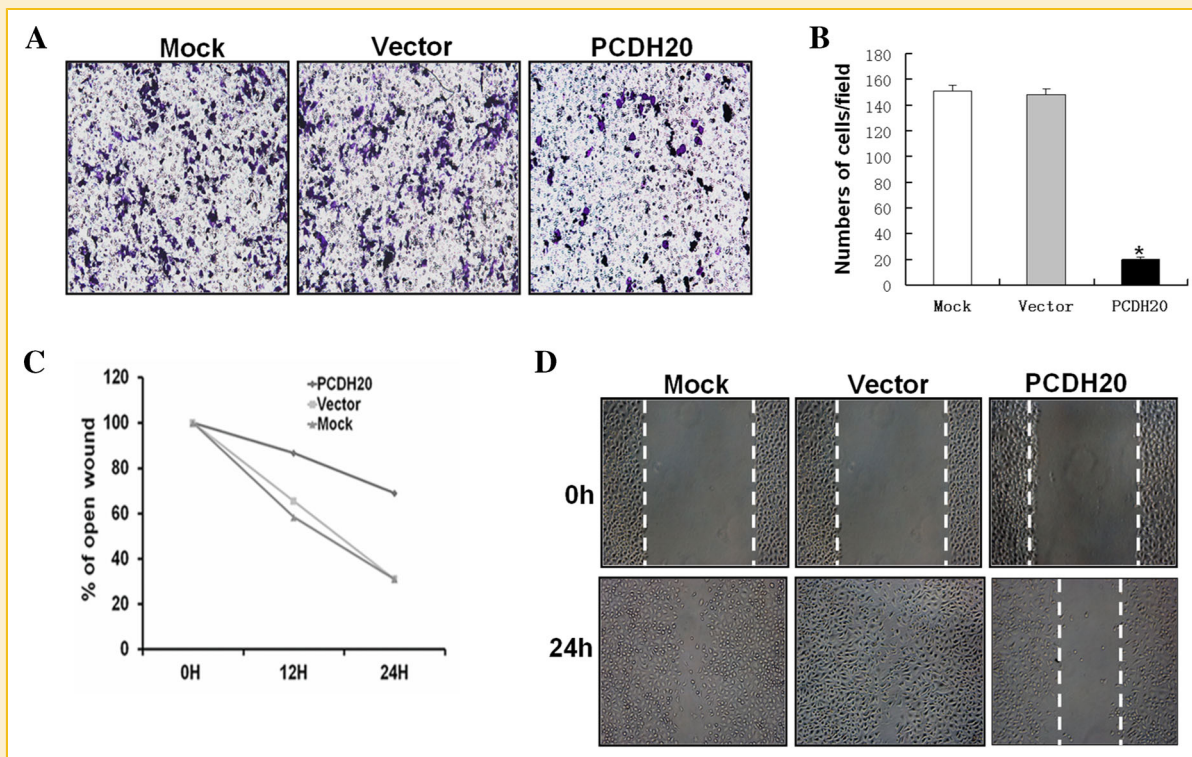 A
Mock
Vector
PCDH20
B
Numbers of cells/field
180
160
140
120
100
80
60
40
20
0
*
Mock
Vector
PCDH20
C
% of open wound
120
100
80
60
40
20
0
PCDH20
Vector
Mock
0H
12H
24H
D
Mock
Vector
PCDH20
0h
24h